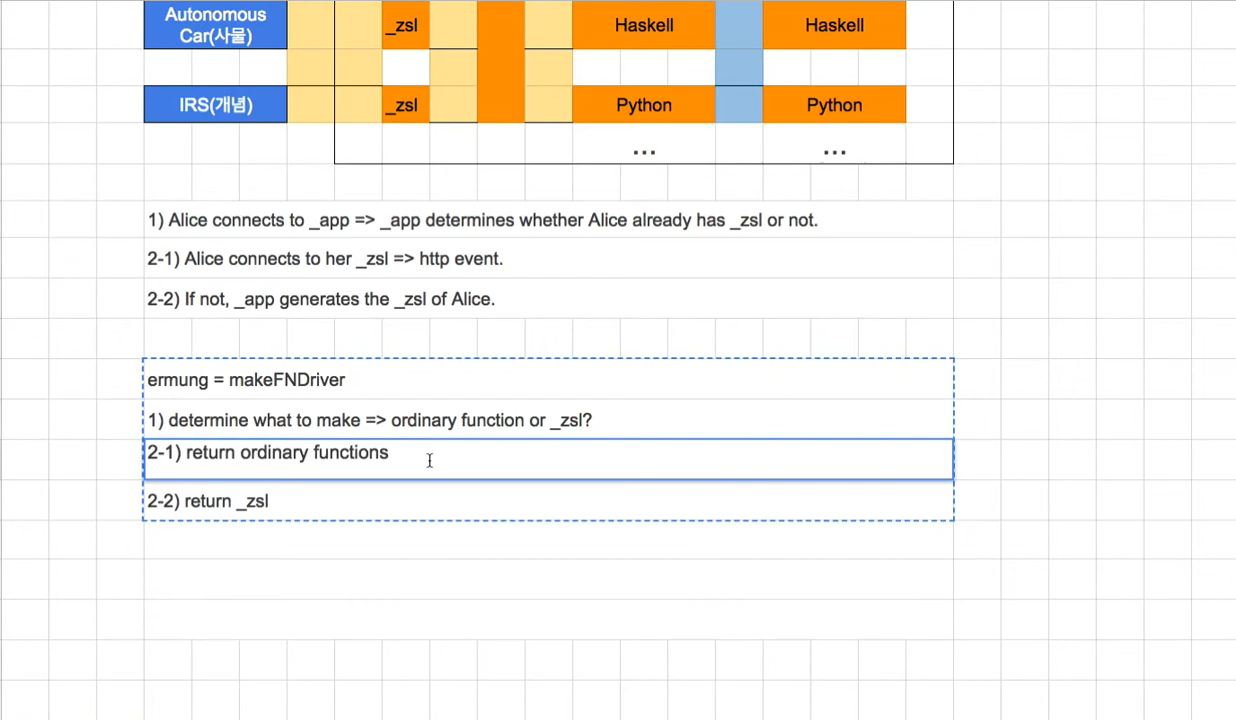 Autonomous
Car(사물)
_zsl
Haskell
Haskell
IRS(개념)
_zsl
Python
Python
...
...
1) Alice connects to _app => _app determines whether Alice already has _zsl or not.
2-1) Alice connects to her _zsl => http event.
2-2) If not, _app generates the _zsl of Alice.
ermung = makeFNDriver
1) determine what to make => ordinary function or _zsl?
2-1) return ordinary functions
2-2) return _zsl